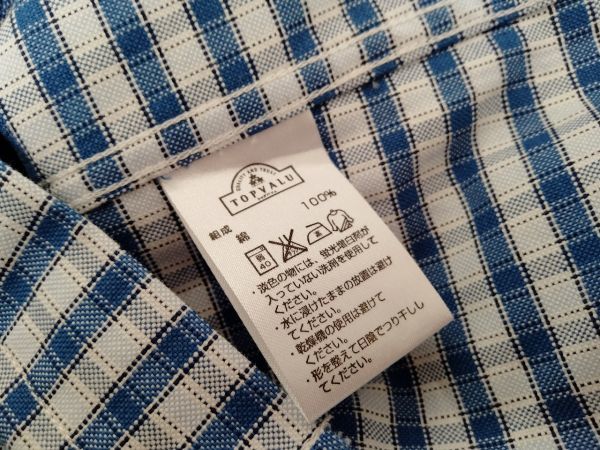 QUALITY AND TRUST
TOPVALU
組成 綿 100%
弱
40
中
・淡色の物には、蛍光増白剤が
入っていない洗剤を使用して
ください。
・水に浸けたままの放置は避け
てください。
・乾燥機の使用は避けて
ください。
・形を整えて日陰でつり干しし
てください。